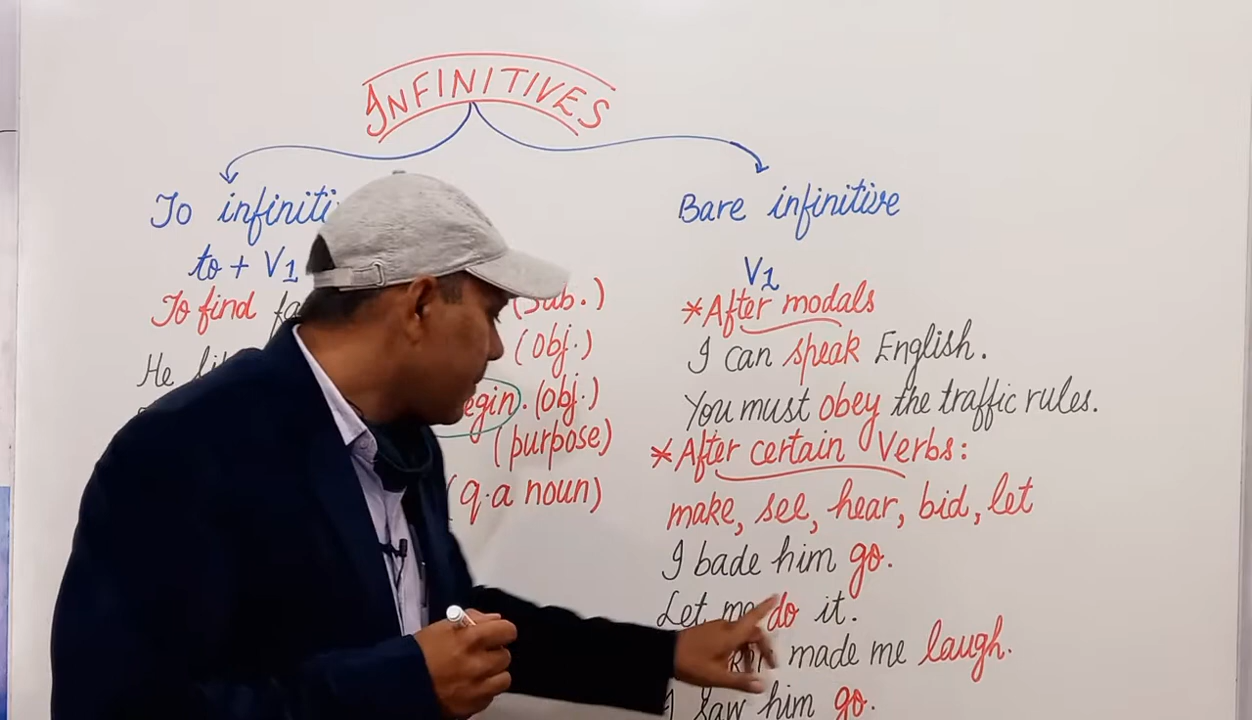 INFINITIVES
To infiniti
to + V1
To find fa (Sub.)
He li (obj.)
egin. (obj.)
(purpose)
(q.a noun)
Bare infinitive
V1
*After modals
I can speak English.
You must obey the traffic rules.
*After certain Verbs:
make, see, hear, bid, let
I bade him go.
Let me do it.
made me laugh.
I saw him go.